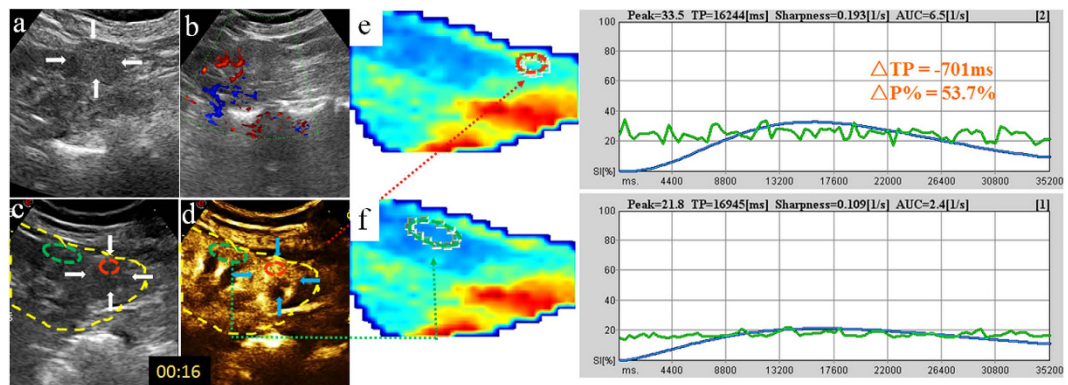 a
b
e
Peak=33.5 TP=16244[ms] Sharpness=0.193[1/s] AUC=6.5[1/s] [2]
100
80
60
40
20
SI[%]
ms. 4400 8800 13200 17600 22000 26400 30800 35200
△TP = -701ms
△P% = 53.7%
c
d
00:16
f
Peak=21.8 TP=16945[ms] Sharpness=0.109[1/s] AUC=2.4[1/s] [1]
100
80
60
40
20
SI[%]
ms. 4400 8800 13200 17600 22000 26400 30800 35200